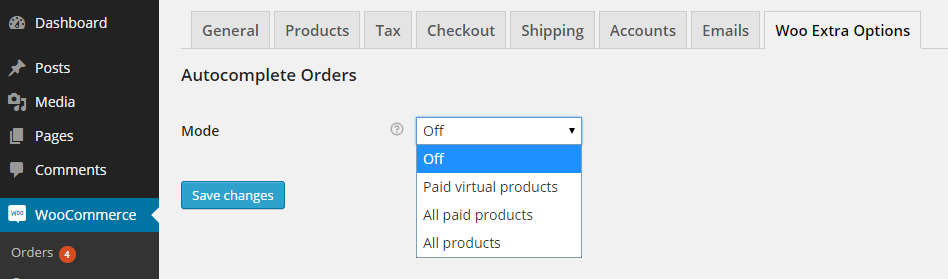 Dashboard
Posts
Media
Pages
Comments
Woo WooCommerce
Orders 4
General Products Tax Checkout Shipping Accounts Emails Woo Extra Options
Autocomplete Orders
Mode ? Off
Off
Paid virtual products
All paid products
All products
Save changes